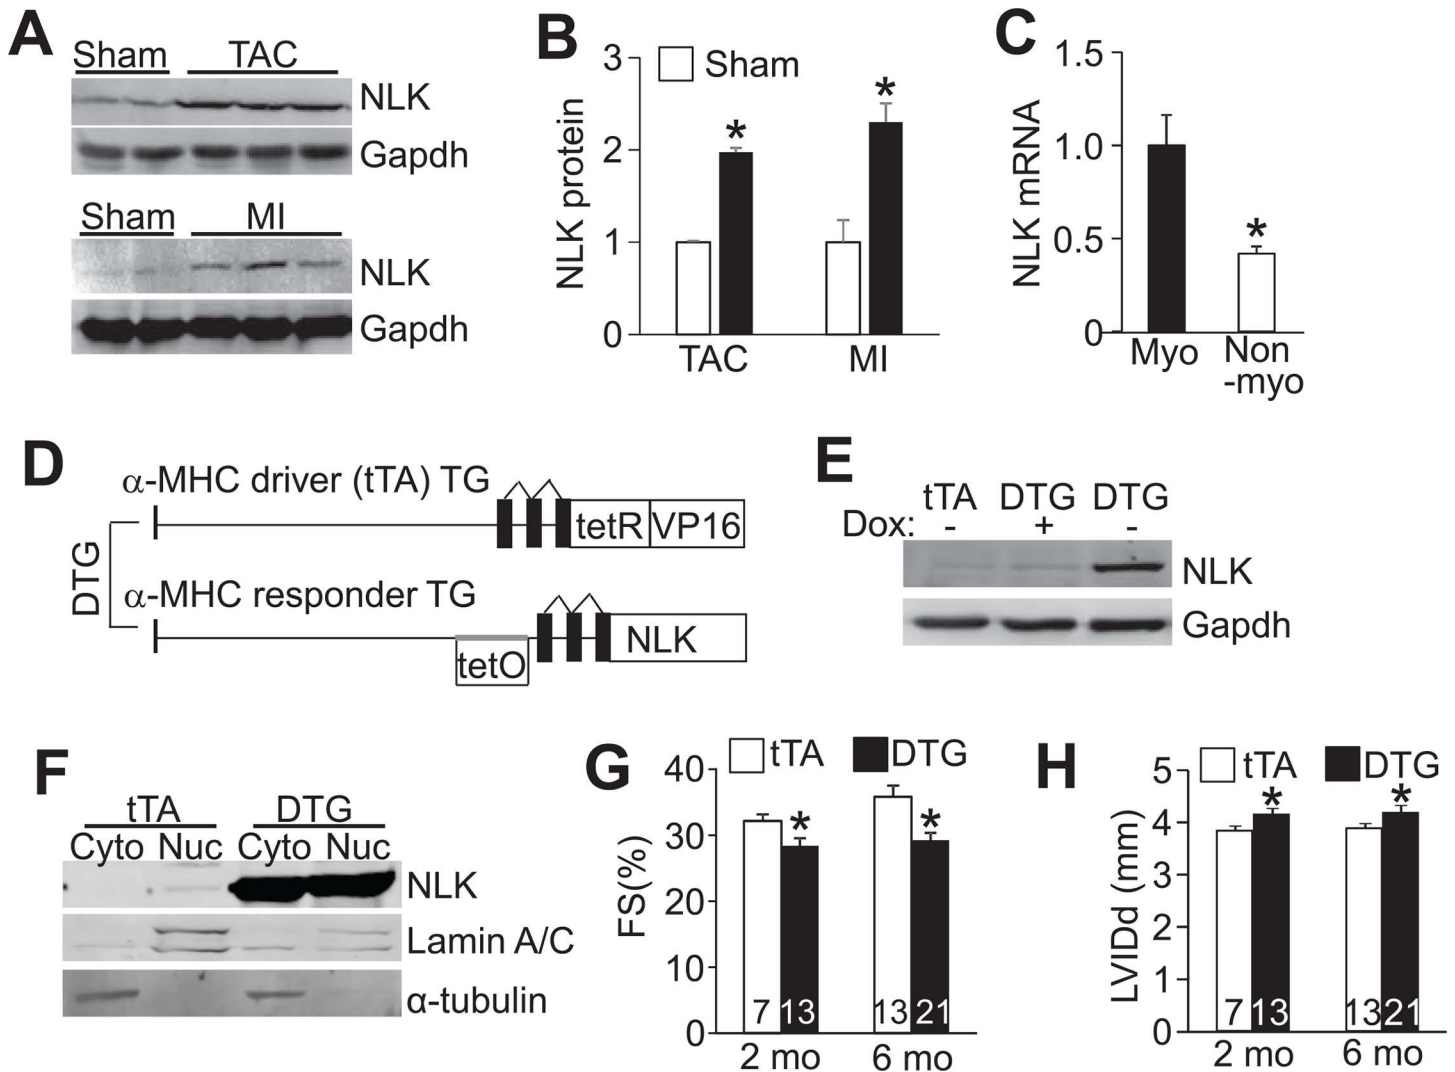 A
Sham TAC
NLK
Gapdh
Sham MI
NLK
Gapdh
B
NLK protein
3
2
1
0
Sham
*
*
TAC MI
C
NLK mRNA
1.5
1.0
0.5
0
*
Myo Non
-myo
D
α-MHC driver (tTA) TG
tetR VP16
DTG
α-MHC responder TG
tetO
NLK
E
tTA DTG DTG
Dox: - + -
NLK
Gapdh
F
tTA DTG
Cyto Nuc Cyto Nuc
NLK
Lamin A/C
α-tubulin
G
tTA DTG
FS(%)
40
30
20
10
0
*
*
7 13 13 21
2 mo 6 mo
H
tTA DTG
LVIDd (mm)
5
4
3
2
1
0
*
*
7 13 13 21
2 mo 6 mo